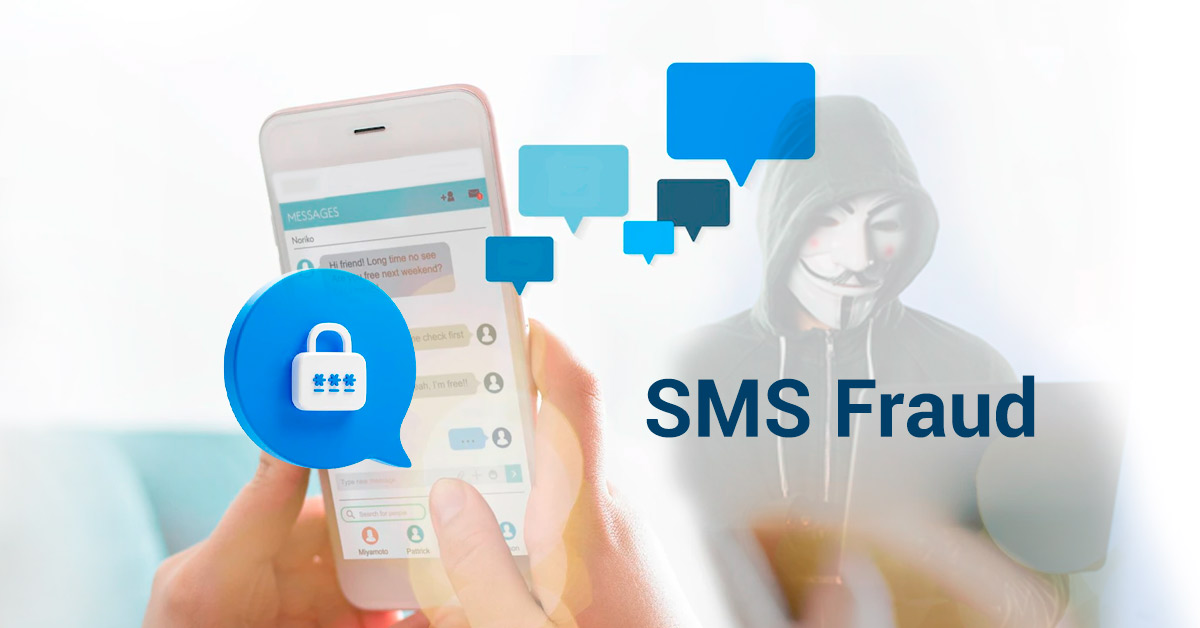 MESSAGES
Noriko
Hi friend! Long time no see
free next weekend?
check first
I'm free!!
...
***
SMS Fraud
Type new message
Search for people
Miyamoto
Patrick